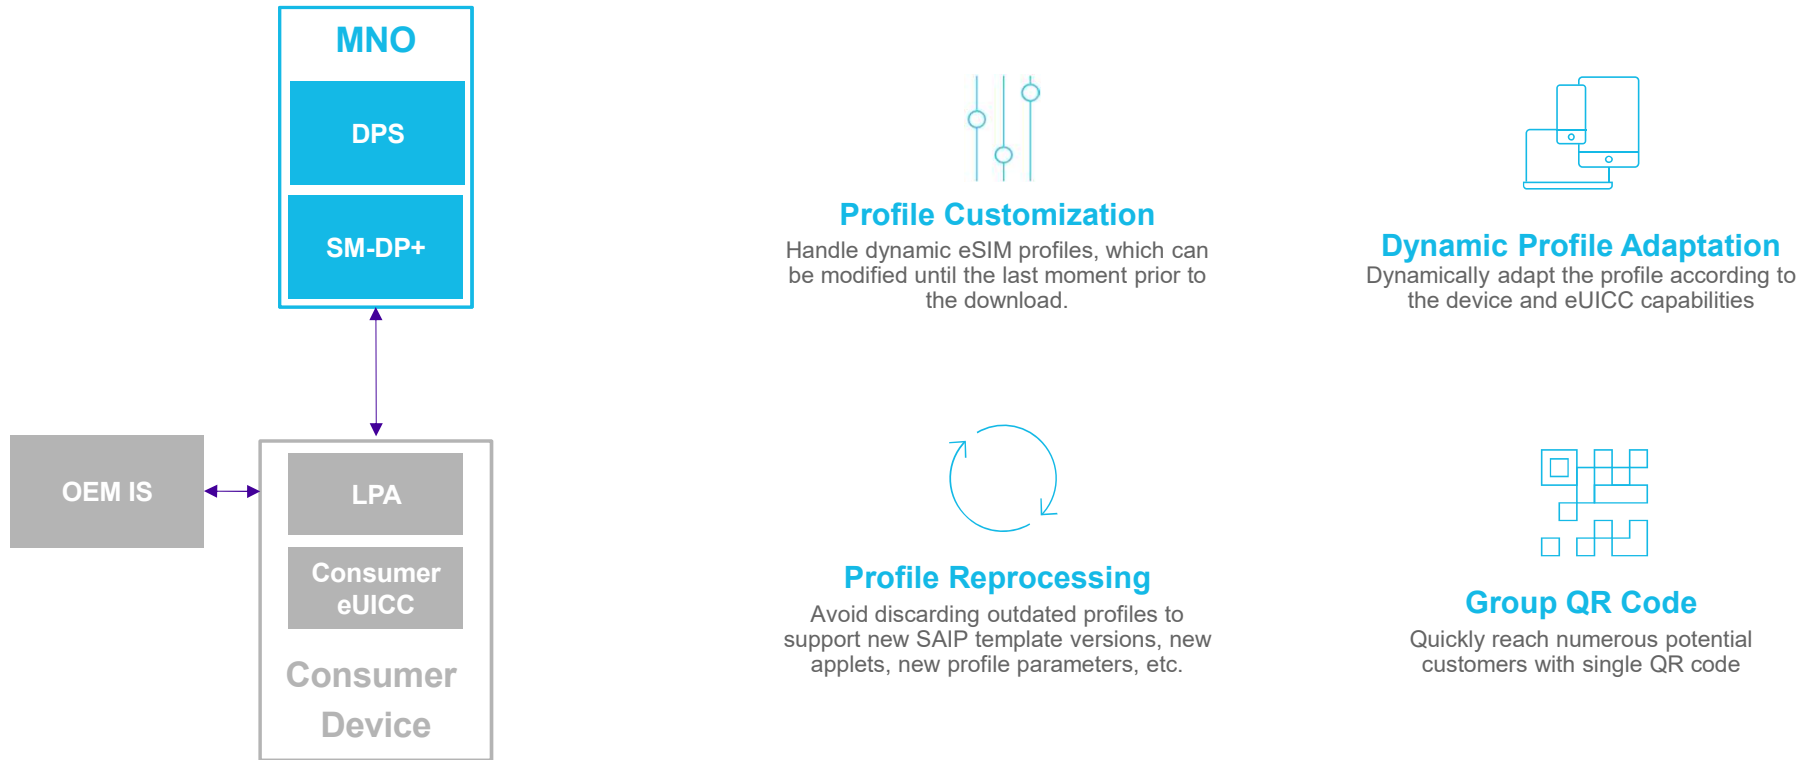 MNO
DPS
SM-DP+
OEM IS
LPA
Consumer
eUICC
Consumer
Device
Profile Customization
Handle dynamic eSIM profiles, which can
be modified until the last moment prior to
the download.
Dynamic Profile Adaptation
Dynamically adapt the profile according to
the device and eUICC capabilities
Profile Reprocessing
Avoid discarding outdated profiles to
support new SAIP template versions, new
applets, new profile parameters, etc.
Group QR Code
Quickly reach numerous potential
customers with single QR code